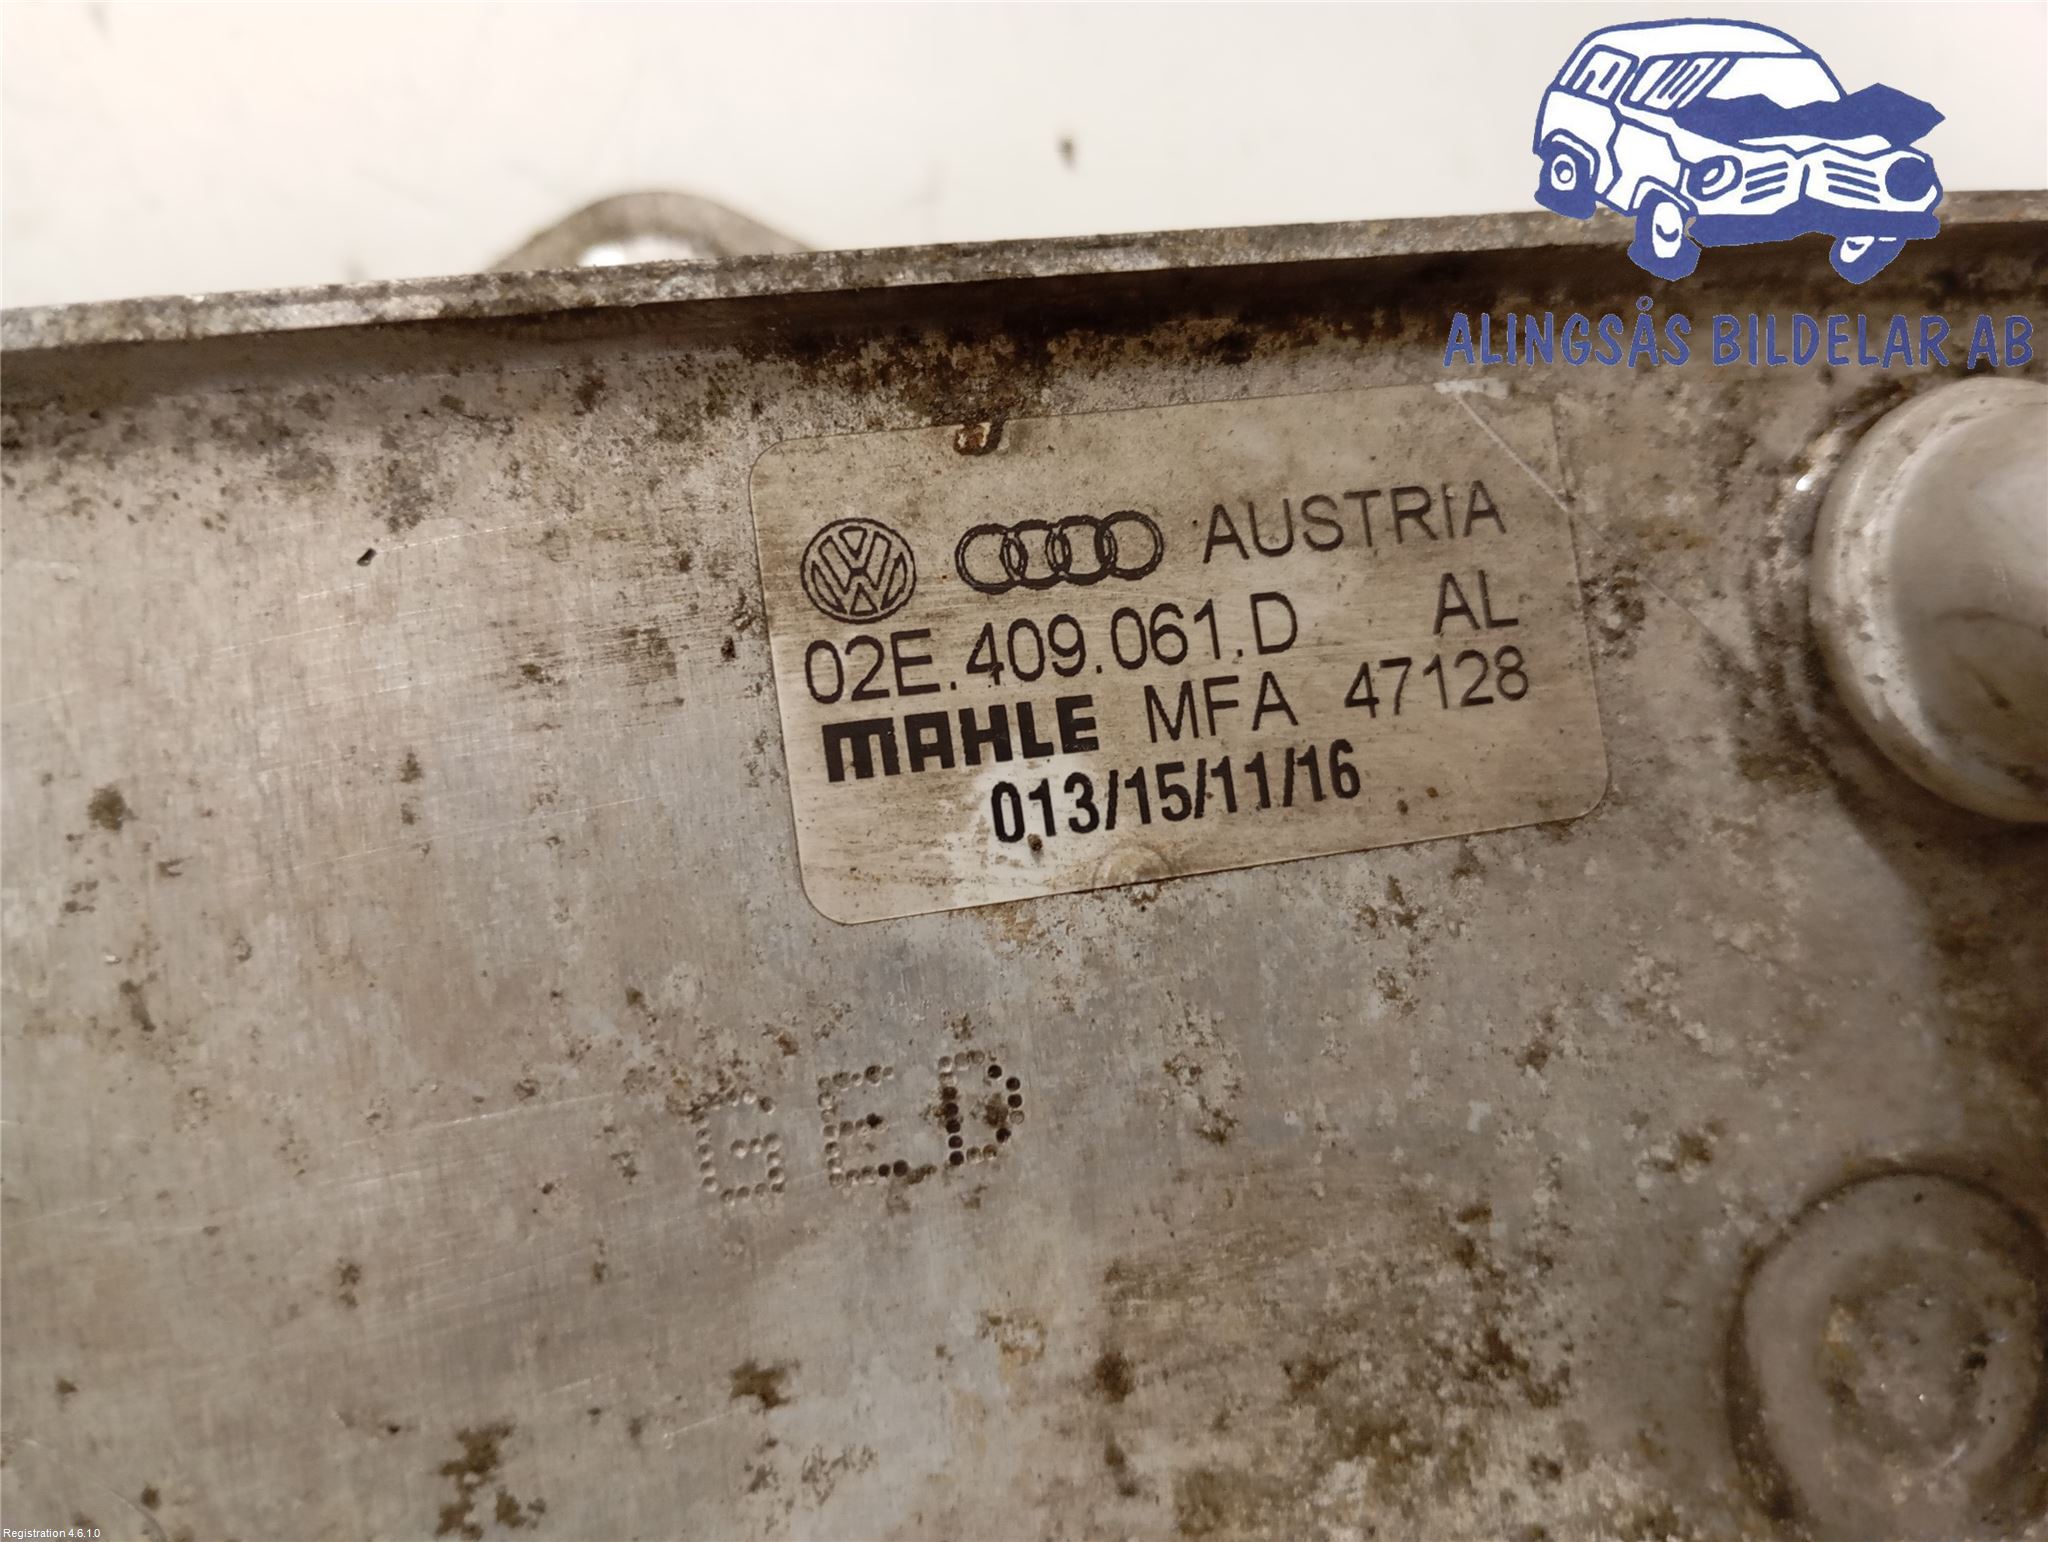 ALINGSÅS BILDELAR AB
AUSTRIA
02E.409.061.D AL
MAHLE MFA 47128
013/15/11/16
GED
Registration 4.6.1.0